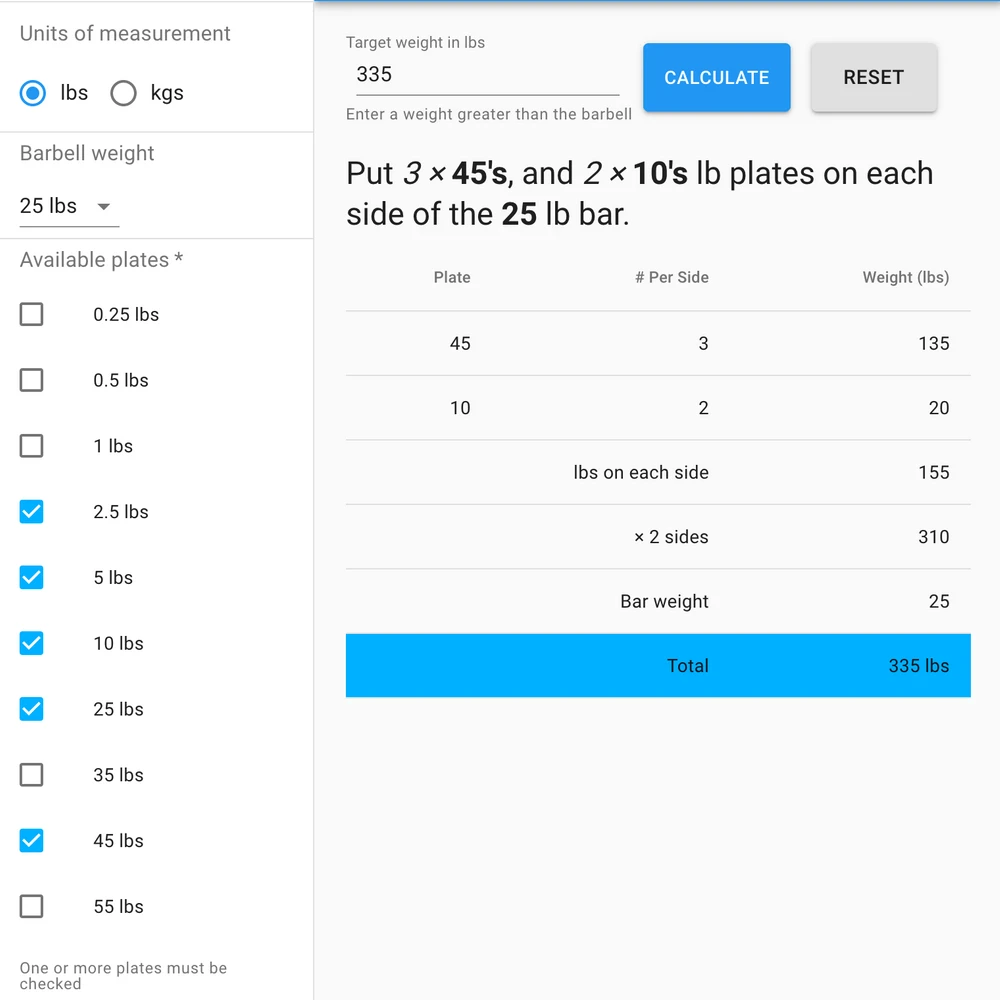 Units of measurement
lbs
kgs
Barbell weight
25 lbs
Available plates *
0.25 lbs
0.5 lbs
1 lbs
2.5 lbs
5 lbs
10 lbs
25 lbs
35 lbs
45 lbs
55 lbs
One or more plates must be
checked
Target weight in lbs
335
Enter a weight greater than the barbell
CALCULATE
RESET
Put 3 × 45's, and 2 × 10's lb plates on each
side of the 25 lb bar.
Plate # Per Side Weight (lbs)
45 3 135
10 2 20
lbs on each side 155
× 2 sides 310
Bar weight 25
Total 335 lbs